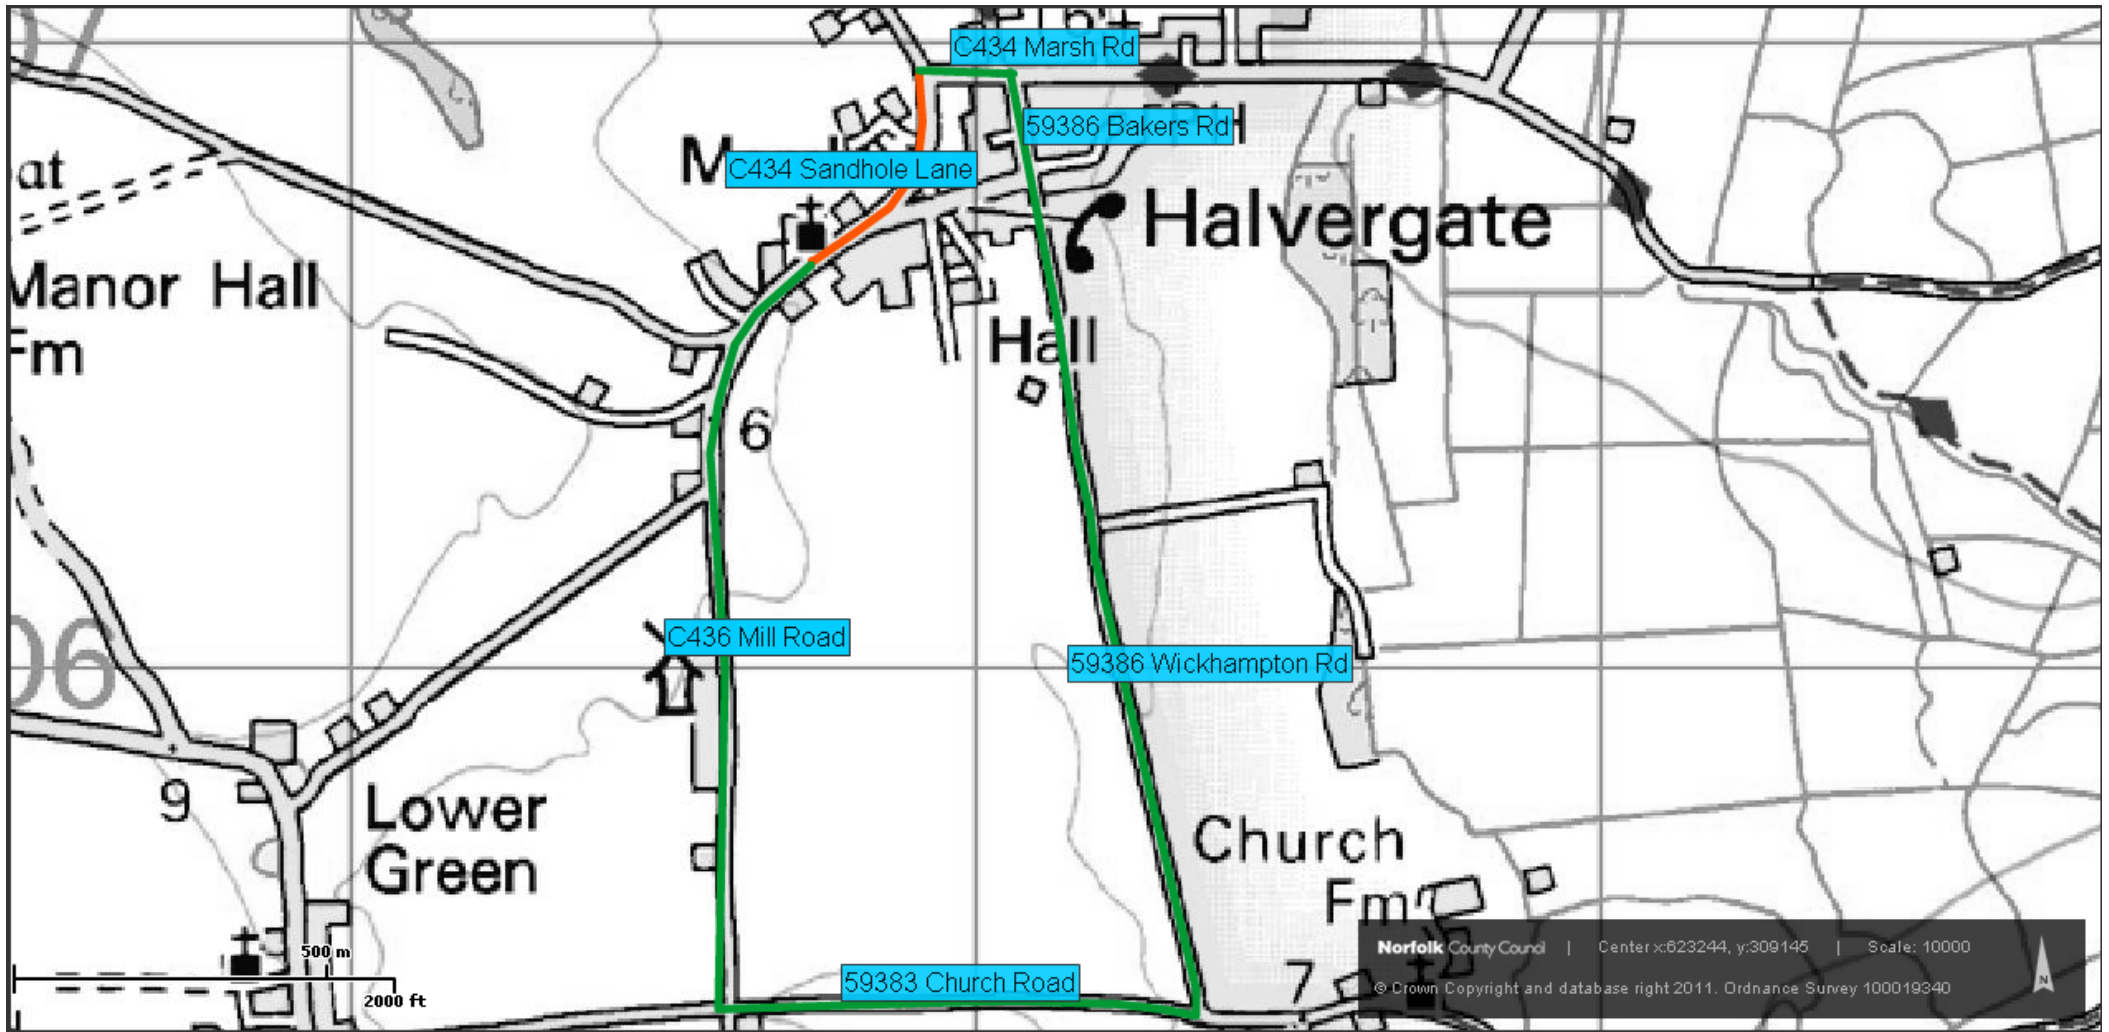 C434 Marsh Rd
59386 Bakers Rd
C434 Sandhole Lane
at
Halvergate
Manor Hall
Fm
Hall
6
C436 Mill Road
59386 Wickhampton Rd
06
9
Lower
Green
Church
Fm
500 m
2000 ft
59383 Church Road
7
Norfolk County Council | Center x:623244, y:309145 | Scale: 10000
© Crown Copyright and database right 2011. Ordnance Survey 100019340
N